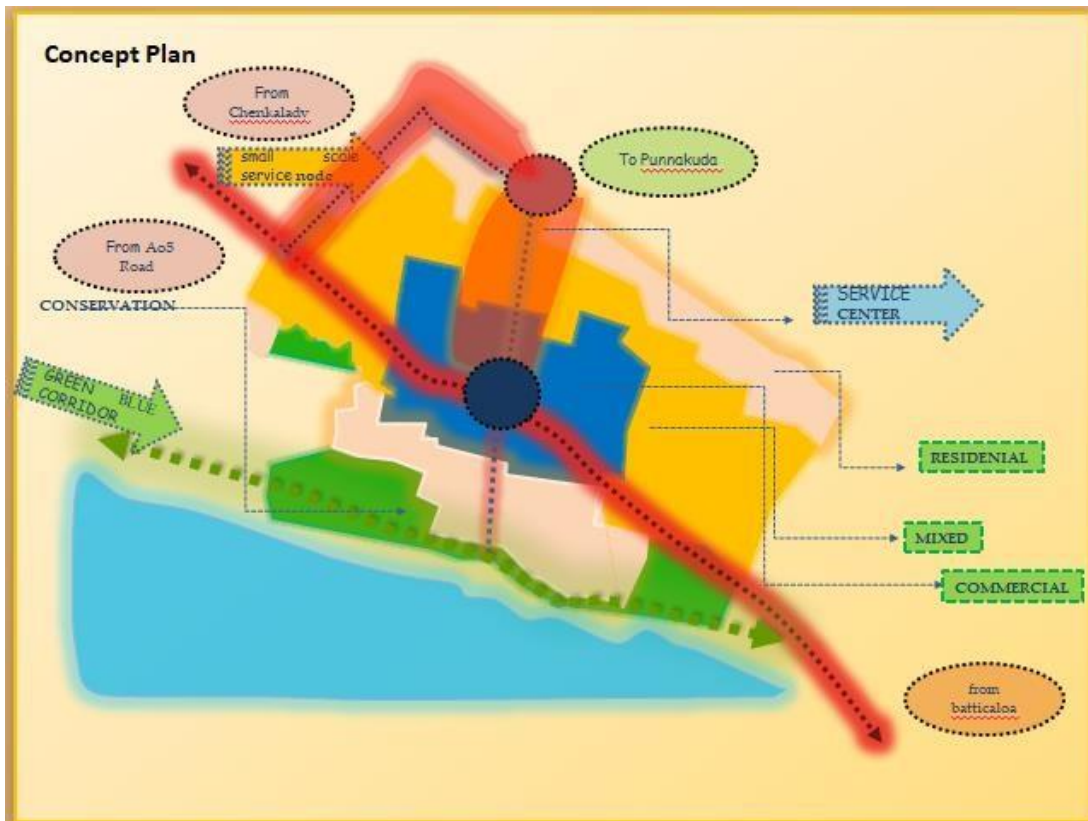 Concept Plan
From
Chenkalady
small scale
service node
To Punnakuda
From AoS
Road
CONSERVATION
SERVICE
CENTER
GREEN BLUE
CORRIDOR
RESIDENIAL
MIXED
COMMERCIAL
from
batticaloa